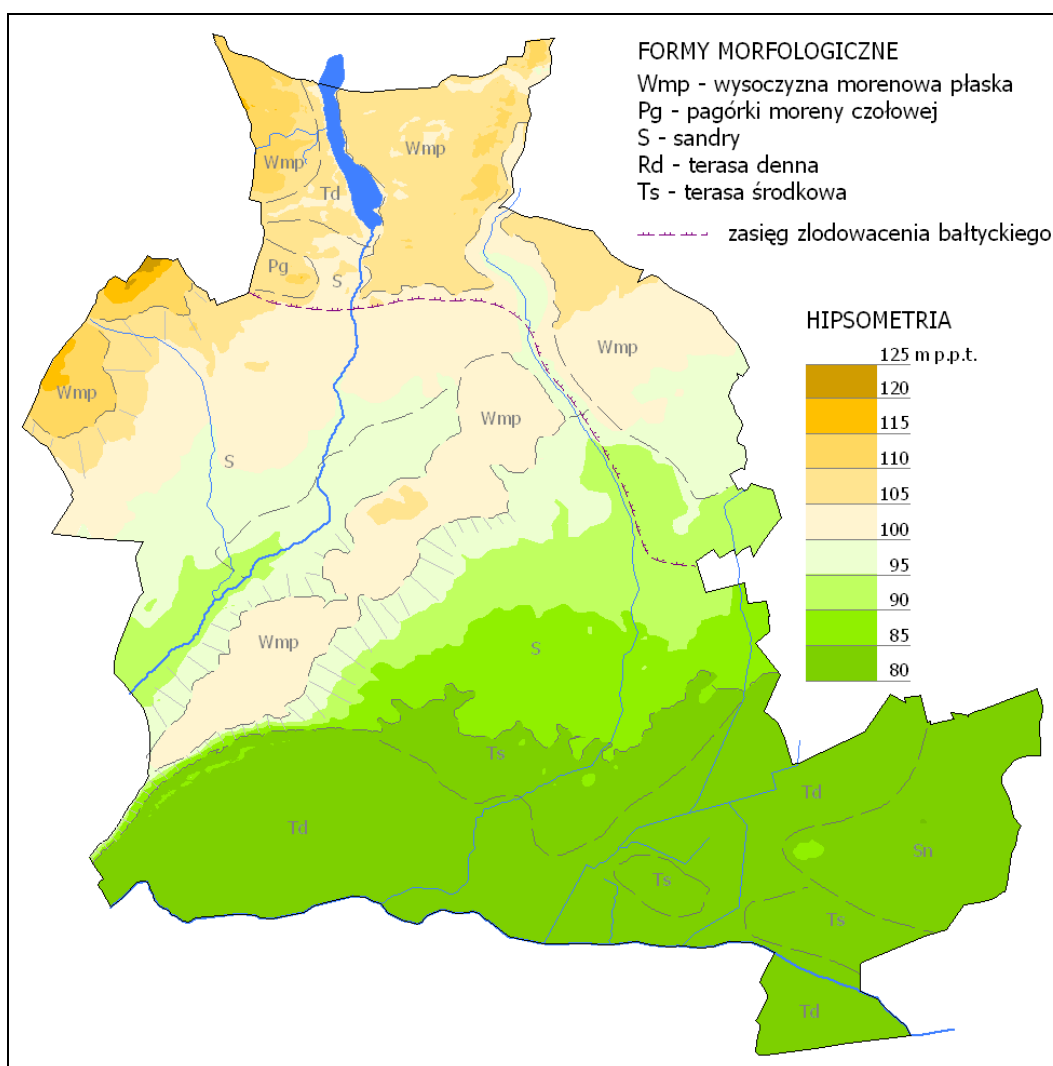 FORMY MORFOLOGICZNE
Wmp - wysoczyzna morenowa płaska
Pg - pagórki moreny czołowej
S - sandry
Rd - terasa denna
Ts - terasa środkowa
zasięg zlodowacenia bałtyckiego
Wmp
Wmp
Td
Pg
S
HIPSOMETRIA
125 m p.p.t.
120
115
110
105
100
95
90
85
80
Wmp
Wmp
Wmp
S
Wmp
S
Ts
Td
Td
Sn
Ts
Ts
Td